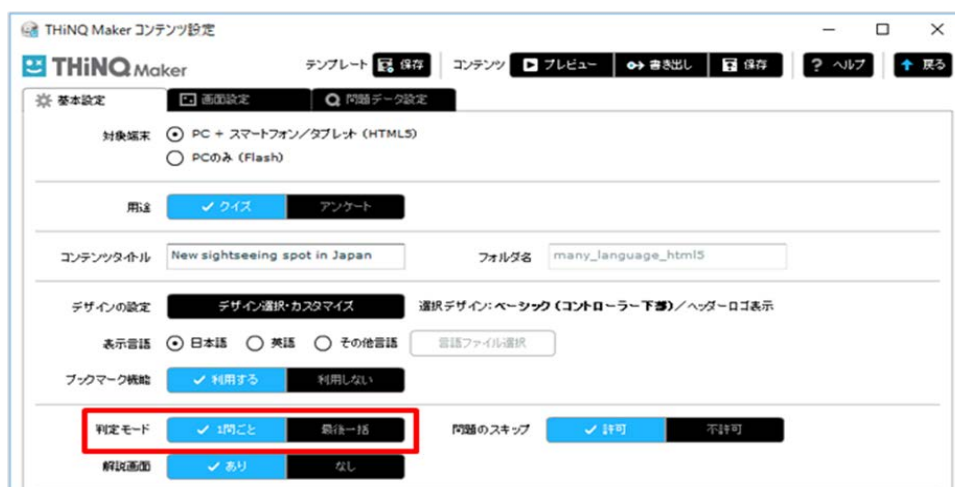 THiNQ Maker コンテンツ設定
THiNQ Maker テンプレート 保存 コンテンツ プレビュー 書き出し 保存 ? ヘルプ 戻る
基本設定 画面設定 問題データ設定
対象端末 PC + スマートフォン/タブレット (HTML5)
PCのみ (Flash)
用途 クイズ アンケート
コンテンツタイトル New sightseeing spot in Japan フォルダ名 many_language_html5
デザインの設定 デザイン選択・カスタマイズ 選択デザイン:ベーシック (コントローラー下部)/ヘッダーロゴ表示
表示言語 日本語 英語 その他言語 言語ファイル選択
ブックマーク機能 利用する 利用しない
判定モード 1問ごと 最後一括 問題のスキップ 許可 不許可
解説画面 あり なし